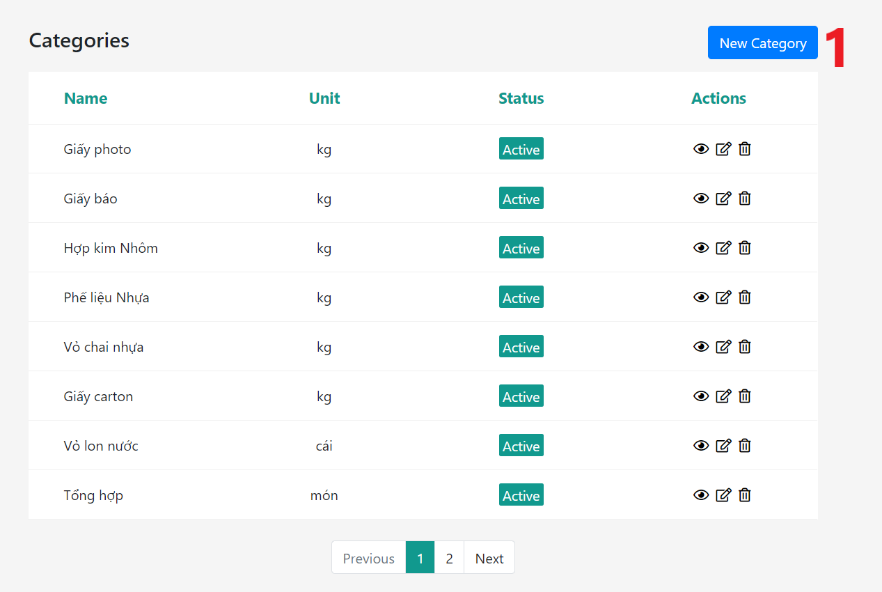 Categories
New Category 1
Name Unit Status Actions
Giấy photo kg Active
Giấy báo kg Active
Hợp kim Nhôm kg Active
Phế liệu Nhựa kg Active
Vỏ chai nhựa kg Active
Giấy carton kg Active
Vỏ lon nước cái Active
Tổng hợp món Active
Previous 1 2 Next